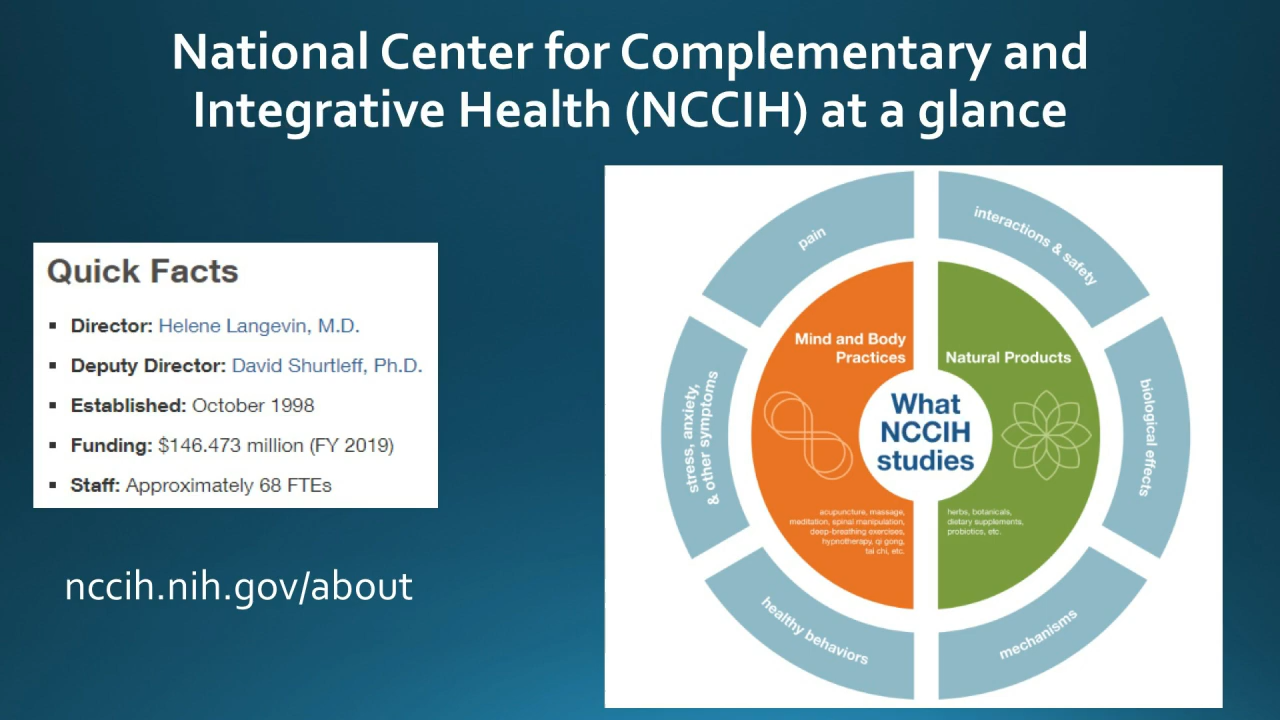 National Center for Complementary and
Integrative Health (NCCIH) at a glance
Quick Facts
▪ Director: Helene Langevin, M.D.
▪ Deputy Director: David Shurtleff, Ph.D.
▪ Established: October 1998
▪ Funding: $146.473 million (FY 2019)
▪ Staff: Approximately 68 FTEs
nccih.nih.gov/about
pain
interactions & safety
stress, anxiety,
& other symptoms
biological effects
healthy behaviors
mechanisms
Mind and Body
Practices
Natural Products
What
NCCIH
studies
acupuncture, massage,
meditation, spinal manipulation,
deep-breathing exercises,
hypnotherapy, qi gong,
tai chi, etc.
herbs, botanicals,
dietary supplements,
probiotics, etc.